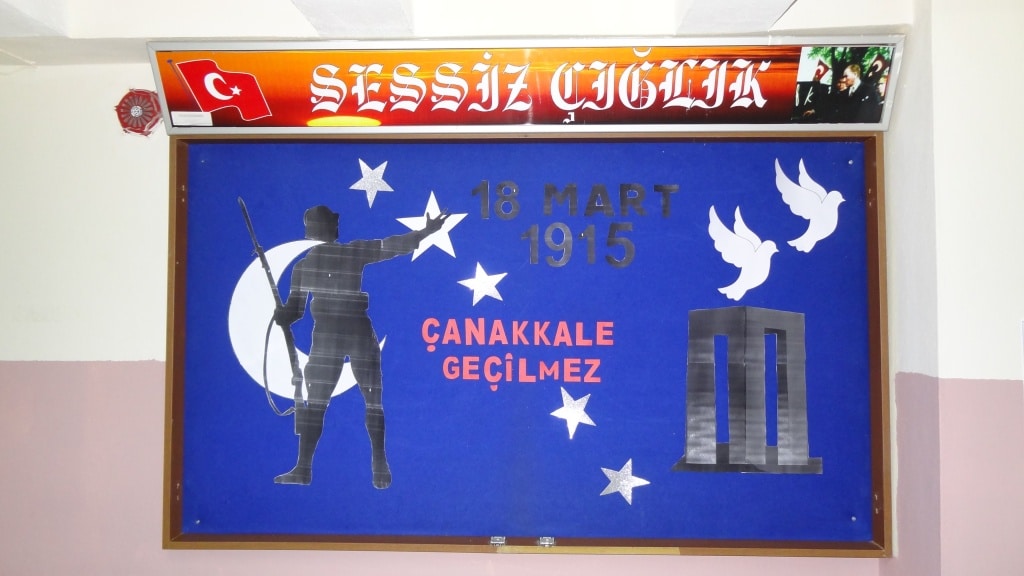 SESSİZ ÇIĞLIK
18 MART
1915
ÇANAKKALE
GEÇİLMEZ